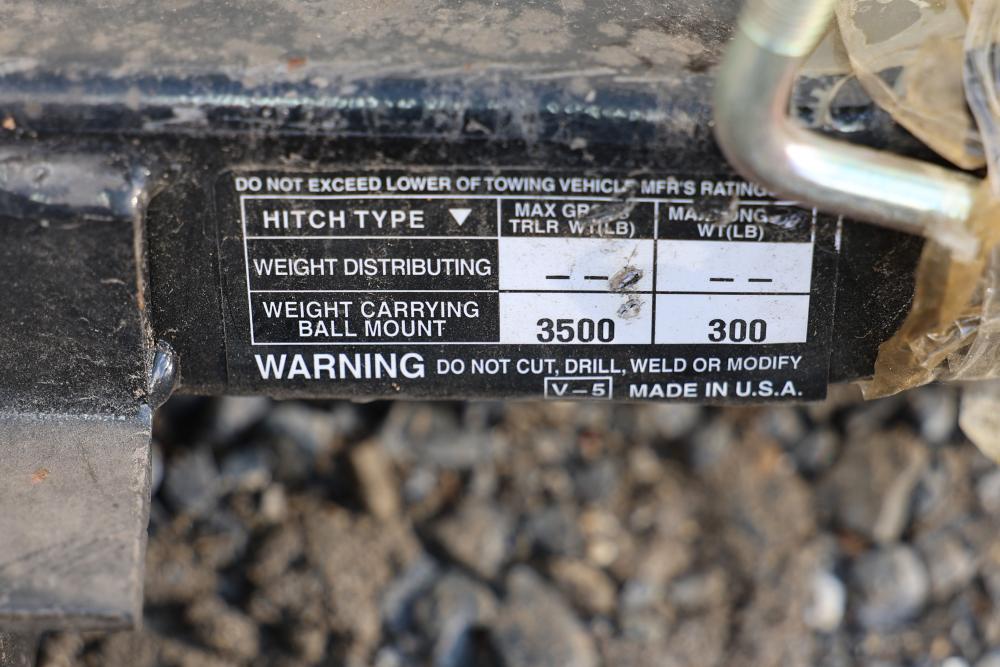 DO NOT EXCEED LOWER OF TOWING VEHICLE MFR'S RATING
HITCH TYPE ▼
MAX
TRLR WT(LB)
MAX
WT(LB)
WEIGHT DISTRIBUTING
— —
— —
WEIGHT CARRYING
BALL MOUNT
3500
300
WARNING DO NOT CUT, DRILL, WELD OR MODIFY
V-5 MADE IN U.S.A.